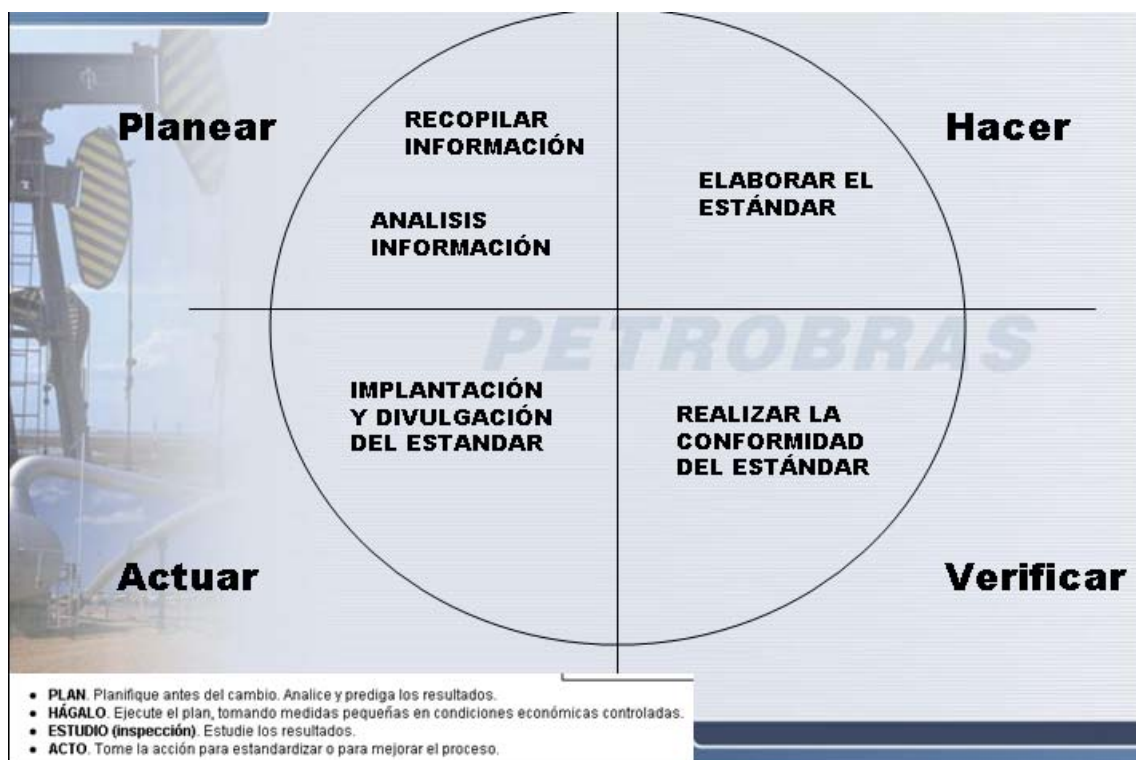 Planear
RECOPILAR
INFORMACIÓN
ANALISIS
INFORMACIÓN
Hacer
ELABORAR EL
ESTÁNDAR
PETROBRAS
IMPLANTACIÓN
Y DIVULGACIÓN
DEL ESTANDAR
REALIZAR LA
CONFORMIDAD
DEL ESTÁNDAR
Actuar
Verificar
• PLAN. Planifique antes del cambio. Analice y prediga los resultados.
• HÁGALO. Ejecute el plan, tomando medidas pequeñas en condiciones económicas controladas.
• ESTUDIO (inspección). Estudie los resultados.
• ACTO. Tome la acción para estandardizar o para mejorar el proceso.